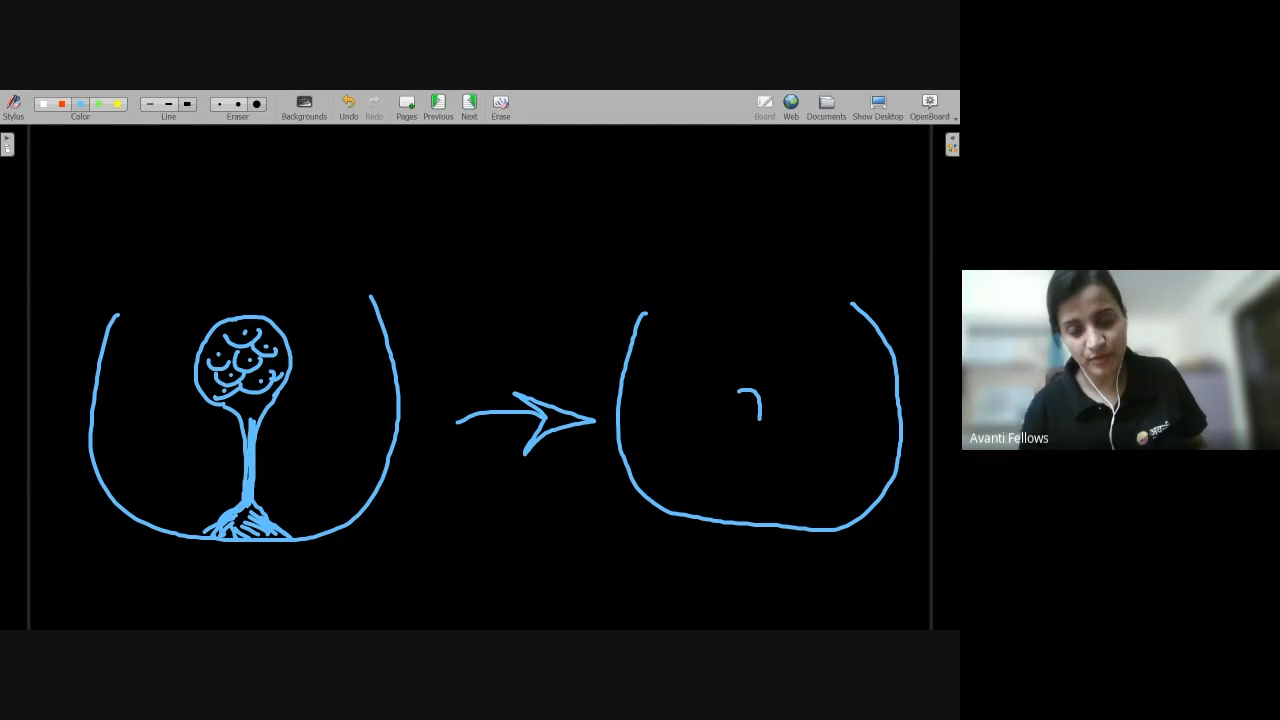 Stylus
Color
Line
Eraser
Backgrounds
Undo
Redo
Pages
Previous
Next
Erase
Board
Web
Documents
Show Desktop
OpenBoard
Avanti Fellows